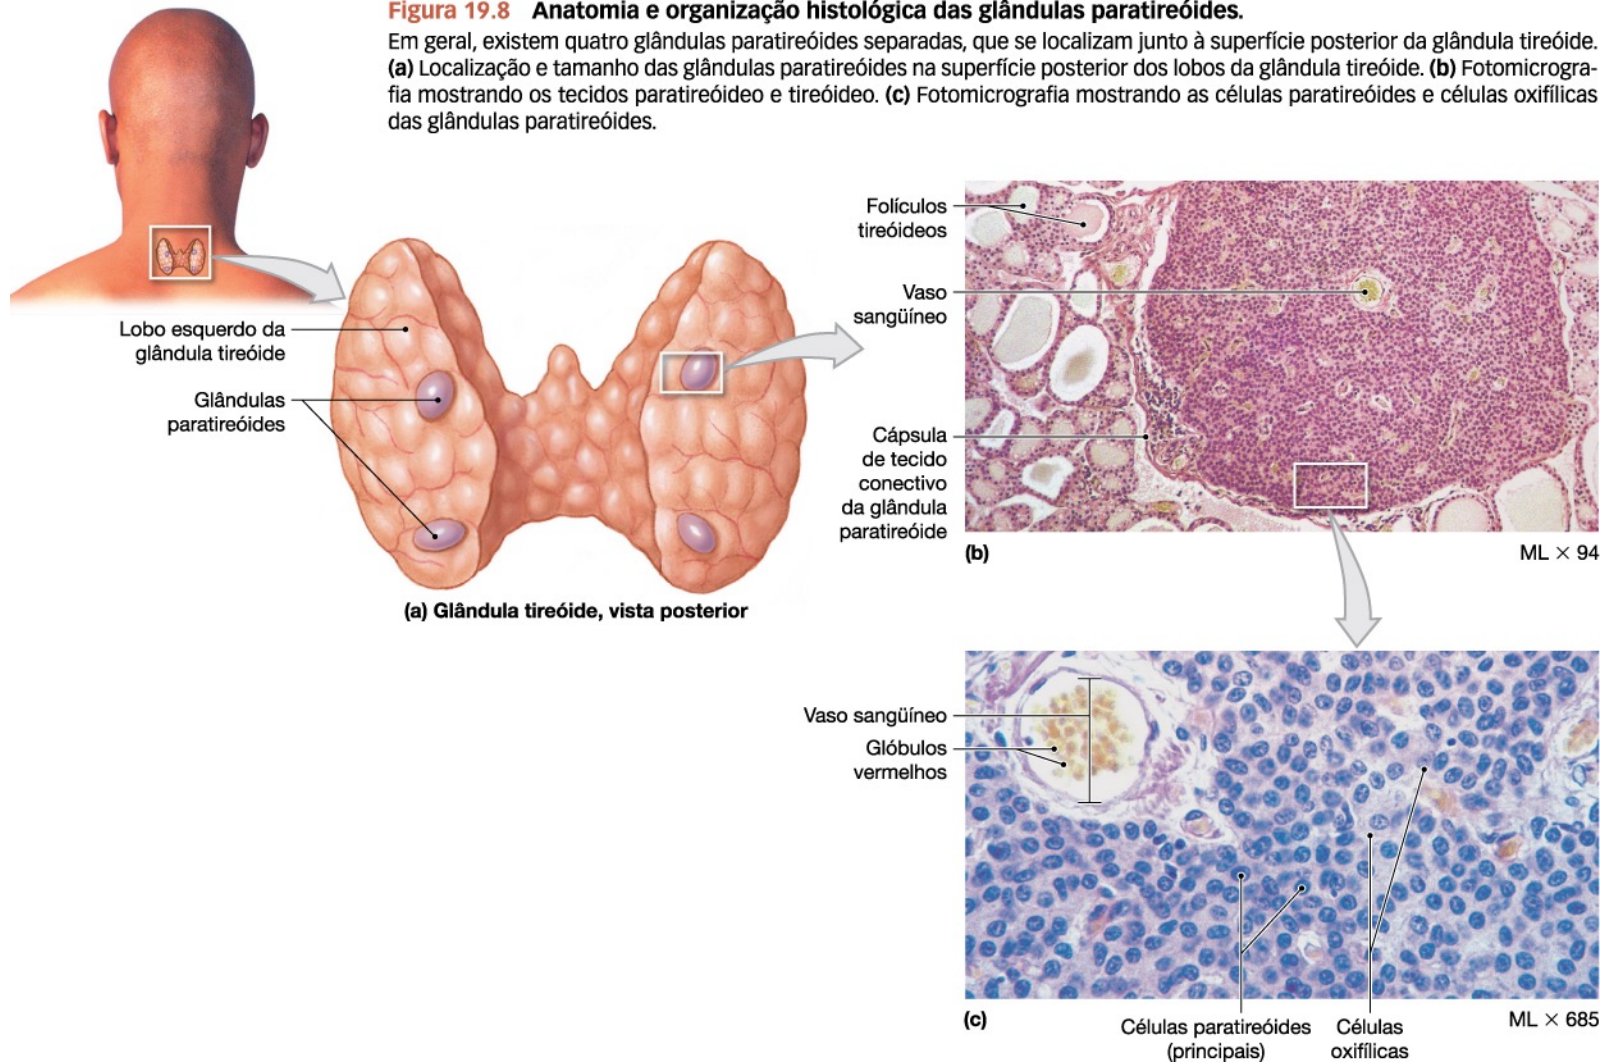 Figura 19.8 Anatomia e organização histológica das glândulas paratireóides.
Em geral, existem quatro glândulas paratireóides separadas, que se localizam junto à superfície posterior da glândula tireóide.
(a) Localização e tamanho das glândulas paratireóides na superfície posterior dos lobos da glândula tireóide. (b) Fotomicrogra-
fia mostrando os tecidos paratireóideo e tireóideo. (c) Fotomicrografia mostrando as células paratireóides e células oxifílicas
das glândulas paratireóides.
Lobo esquerdo da
glândula tireóide
Glândulas
paratireóides
(a) Glândula tireóide, vista posterior
Folículos
tireóideos
Vaso
sangüíneo
Cápsula
de tecido
conectivo
da glândula
paratireóide
(b)
ML × 94
Vaso sangüíneo
Glóbulos
vermelhos
(c)
Células paratireóides
(principais)
Células
oxifílicas
ML × 685